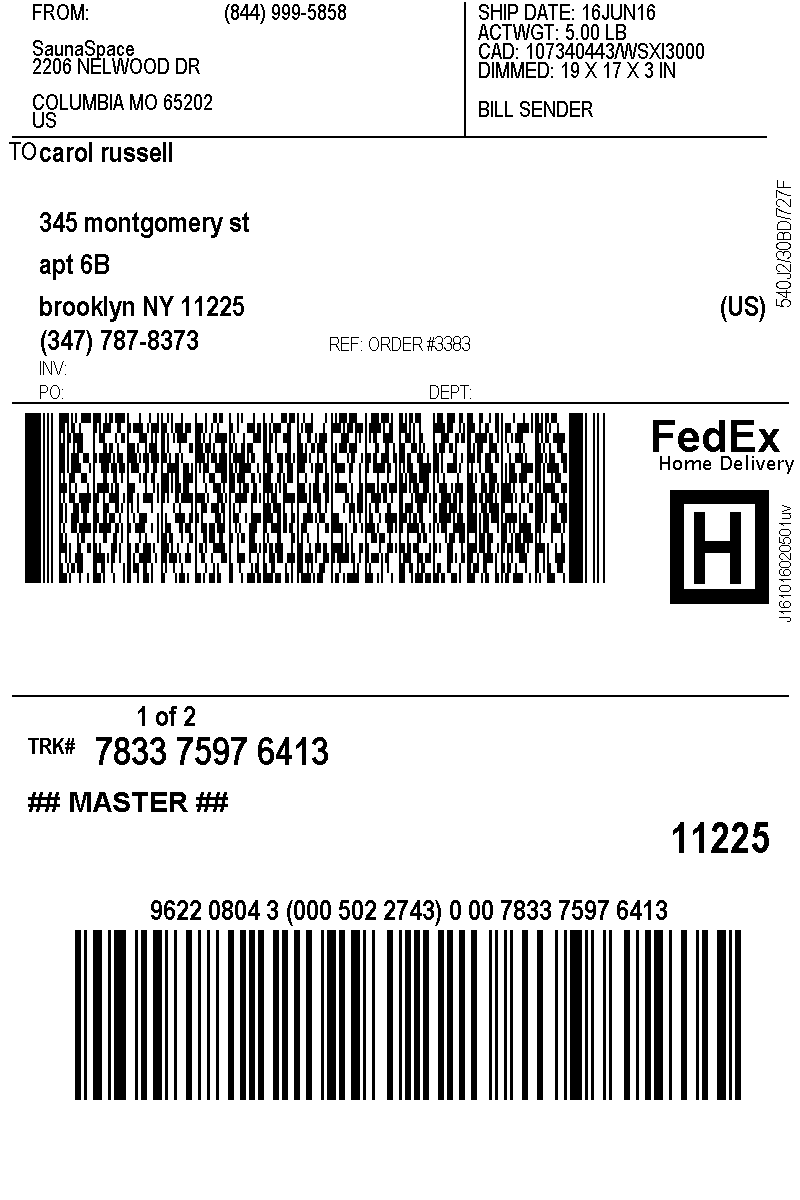 FROM: (844) 999-5858
SaunaSpace
2206 NELWOOD DR
COLUMBIA MO 65202
US
SHIP DATE: 16JUN16
ACTWGT: 5.00 LB
CAD: 107340443/WSXI3000
DIMMED: 19 X 17 X 3 IN
BILL SENDER
TO carol russell
345 montgomery st
apt 6B
brooklyn NY 11225 (US)
(347) 787-8373 REF: ORDER #3383
INV:
PO: DEPT:
540J2/30BD/727F
FedEx
Home Delivery
H
J161016020501uv
1 of 2
TRK# 7833 7597 6413
## MASTER ##
11225
9622 0804 3 (000 502 2743) 0 00 7833 7597 6413